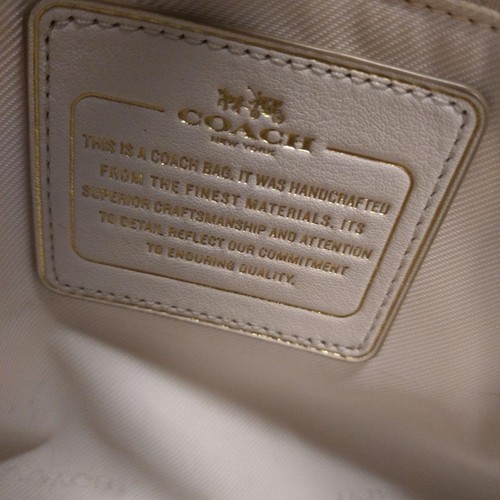 COACH
NEW YORK
THIS IS A COACH BAG. IT WAS HANDCRAFTED
FROM THE FINEST MATERIALS. ITS
SUPERIOR CRAFTSMANSHIP AND ATTENTION
TO DETAIL REFLECT OUR COMMITMENT
TO ENDURING QUALITY.
COACH